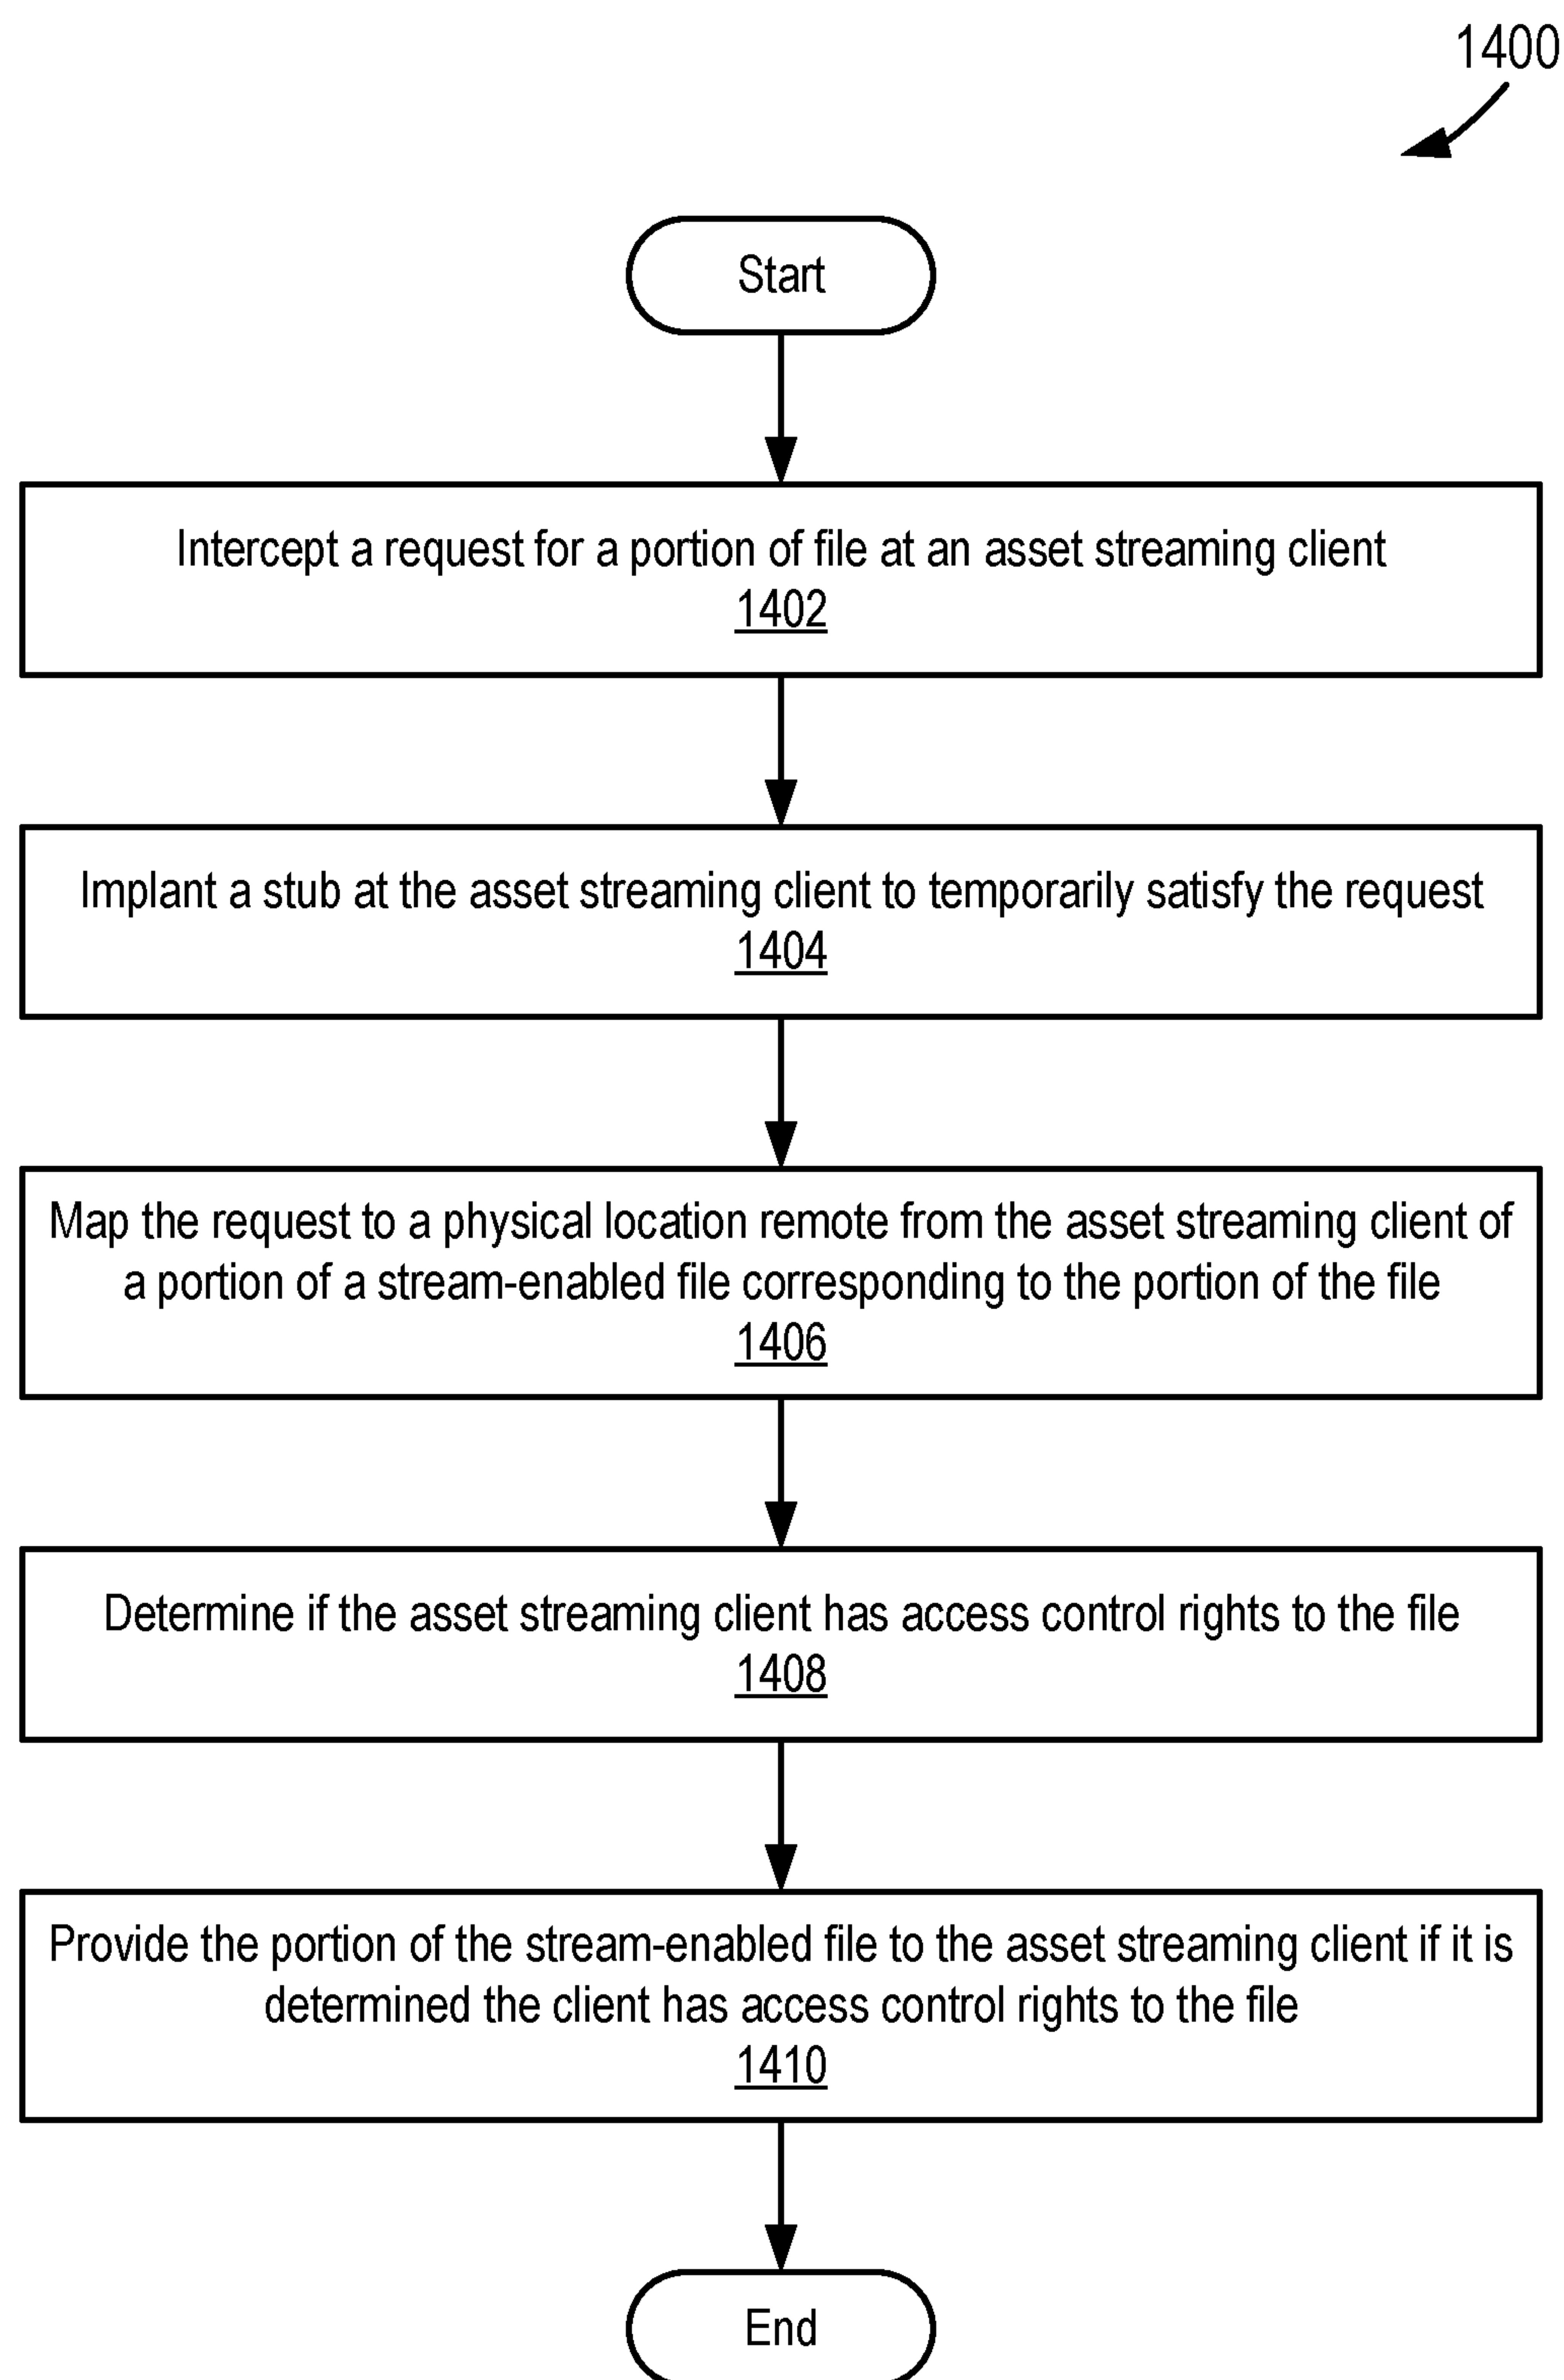 1400
Start
Intercept a request for a portion of file at an asset streaming client
1402
Implant a stub at the asset streaming client to temporarily satisfy the request
1404
Map the request to a physical location remote from the asset streaming client of
a portion of a stream-enabled file corresponding to the portion of the file
1406
Determine if the asset streaming client has access control rights to the file
1408
Provide the portion of the stream-enabled file to the asset streaming client if it is
determined the client has access control rights to the file
1410
End